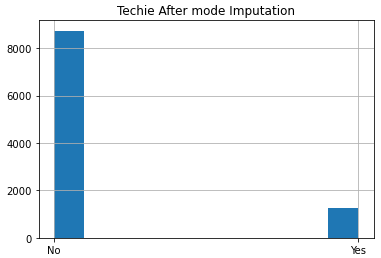 Techie After mode Imputation
8000
6000
4000
2000
0
No
Yes